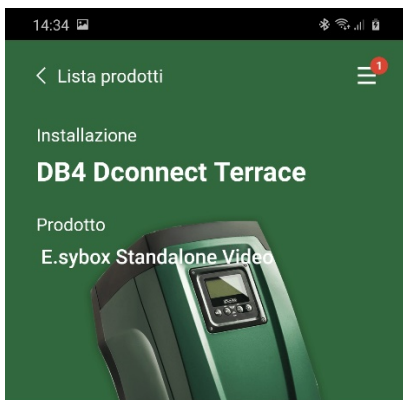 14:34
Lista prodotti
1
Installazione
DB4 Dconnect Terrace
Prodotto
E.sybox Standalone Video